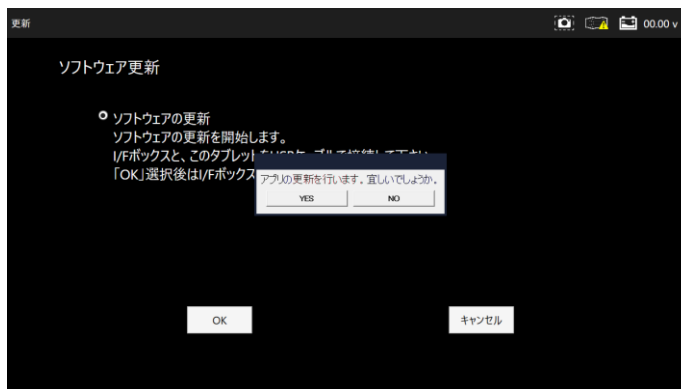 更新
00.00 v
ソフトウェア更新
ソフトウェアの更新
ソフトウェアの更新を開始します。
I/Fボックスと、このタブレット
「OK」選択後はI/Fボックス
アプリの更新を行います。宜しいでしょうか。
YES
NO
OK
キャンセル